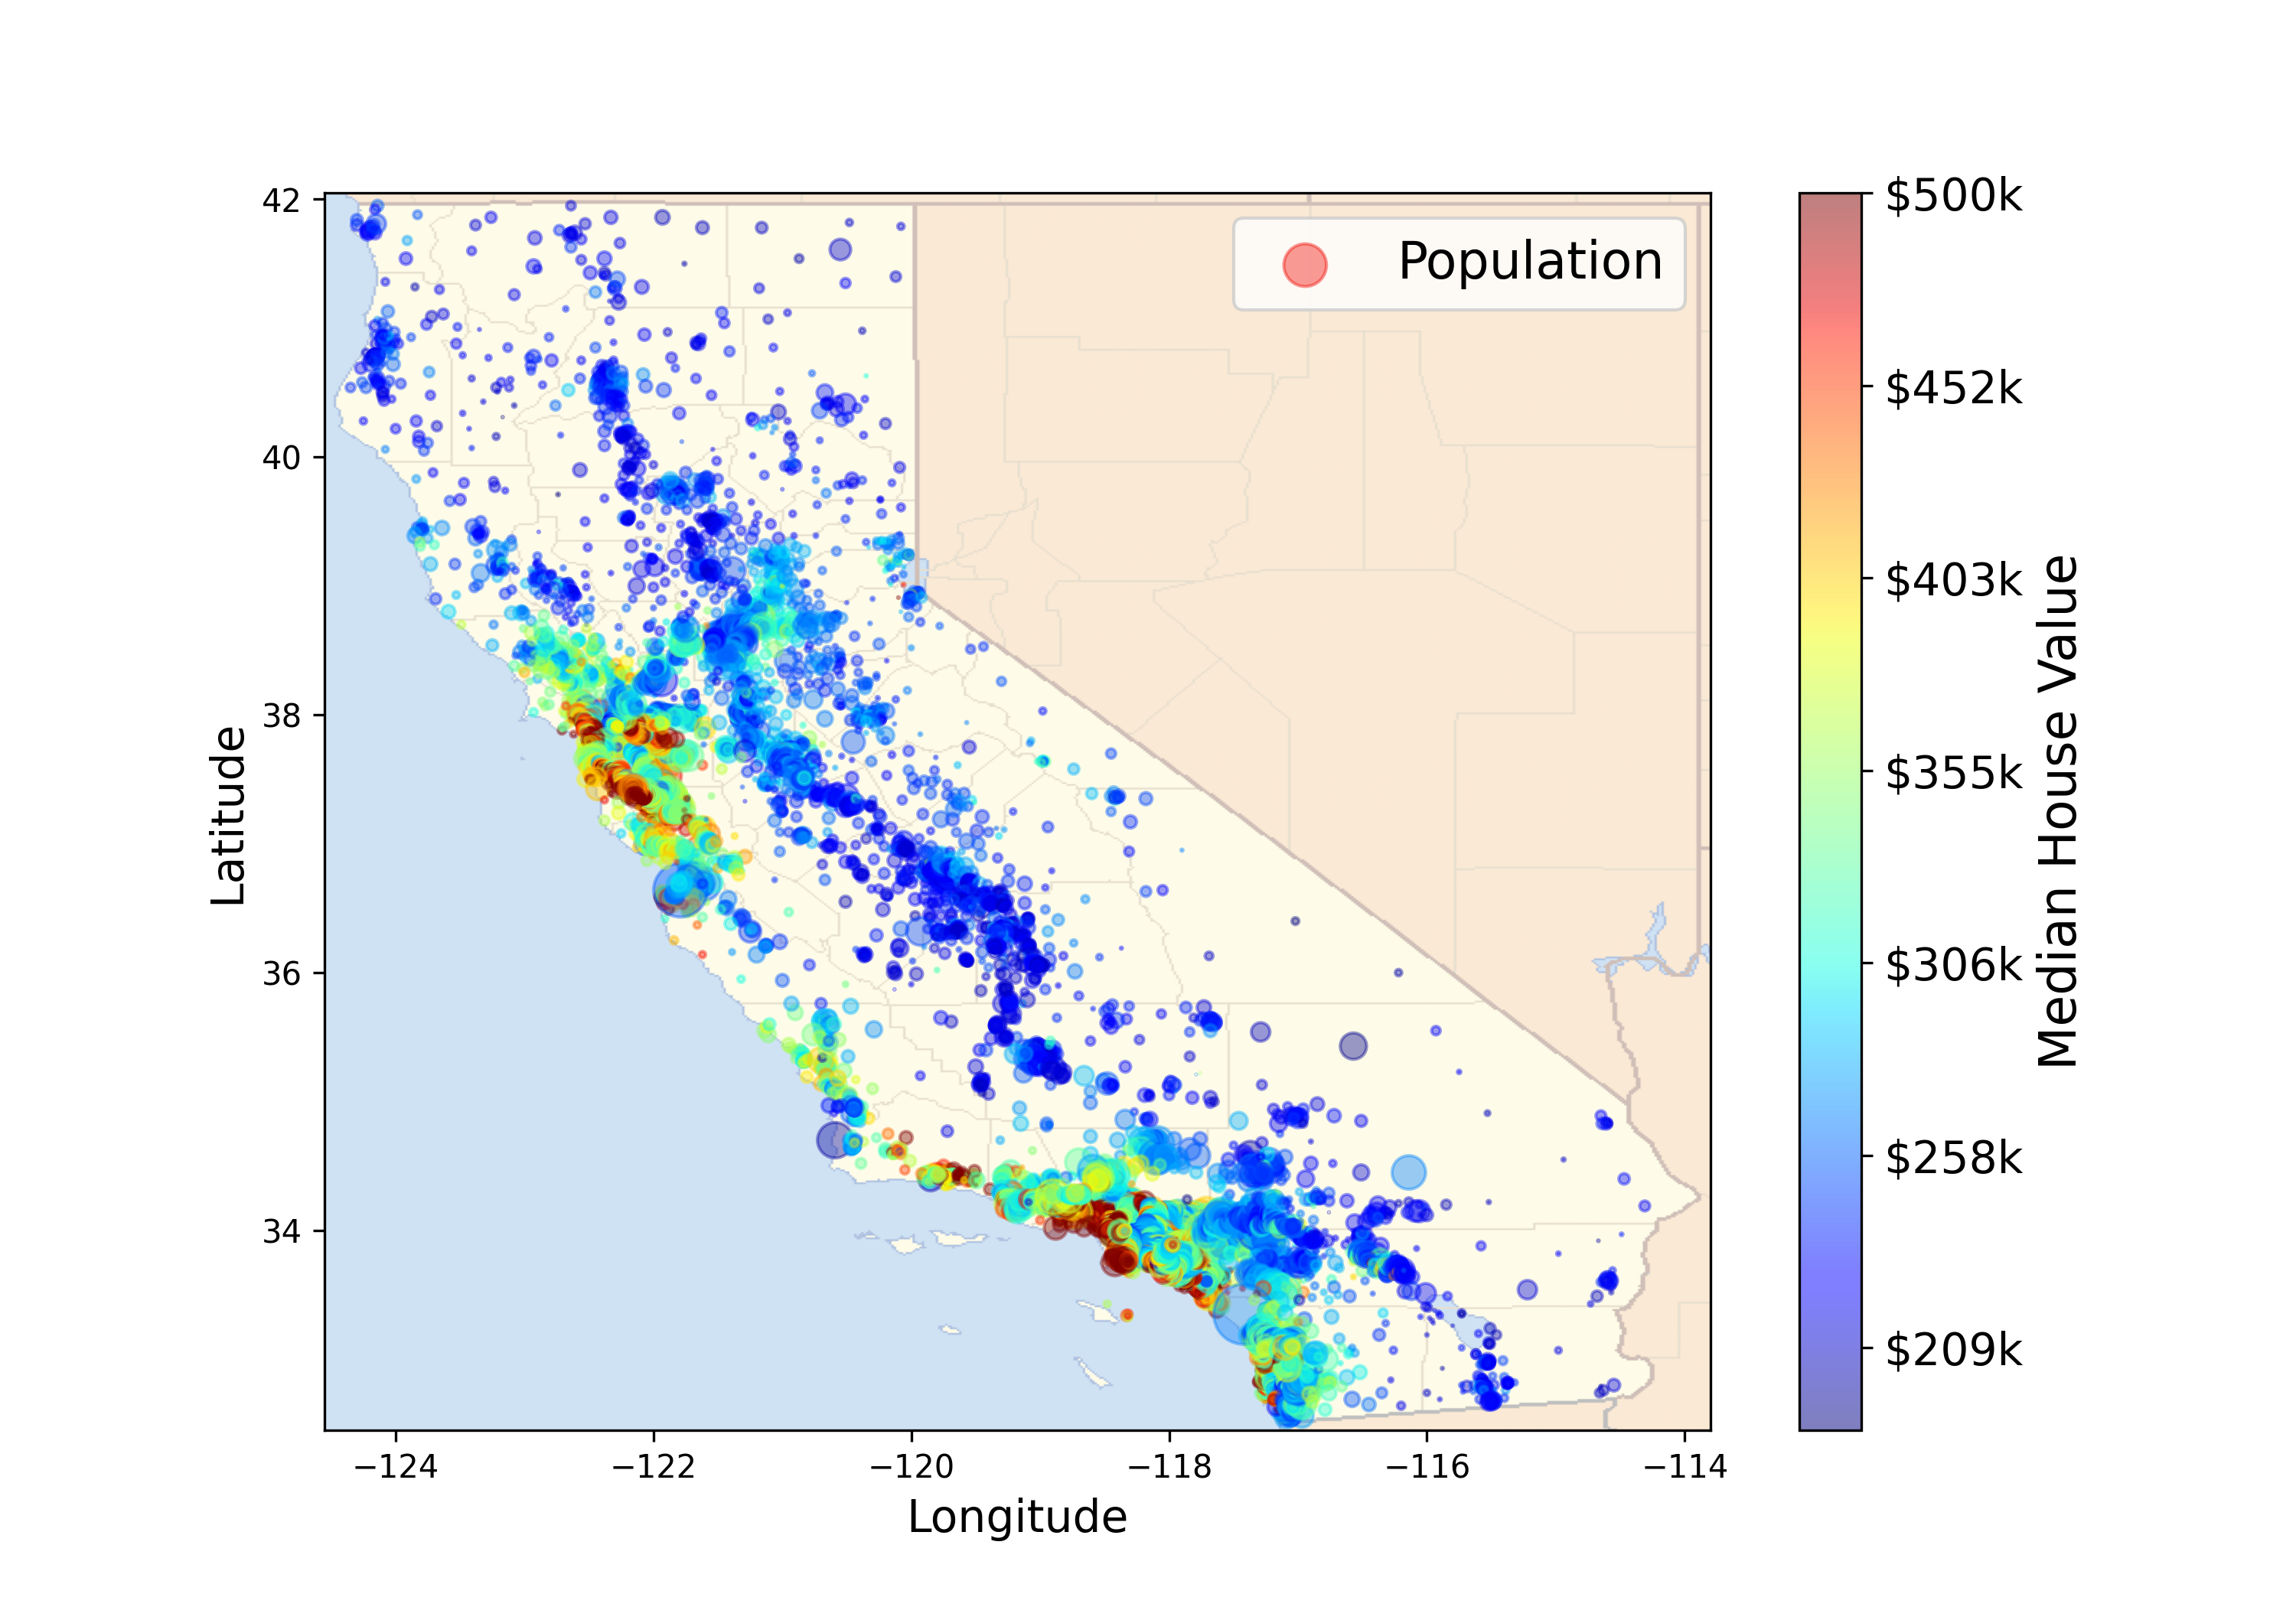 Population
42
40
38
36
34
Latitude
−124
−122
−120
−118
−116
−114
Longitude
$500k
$452k
$403k
$355k
$306k
$258k
$209k
Median House Value